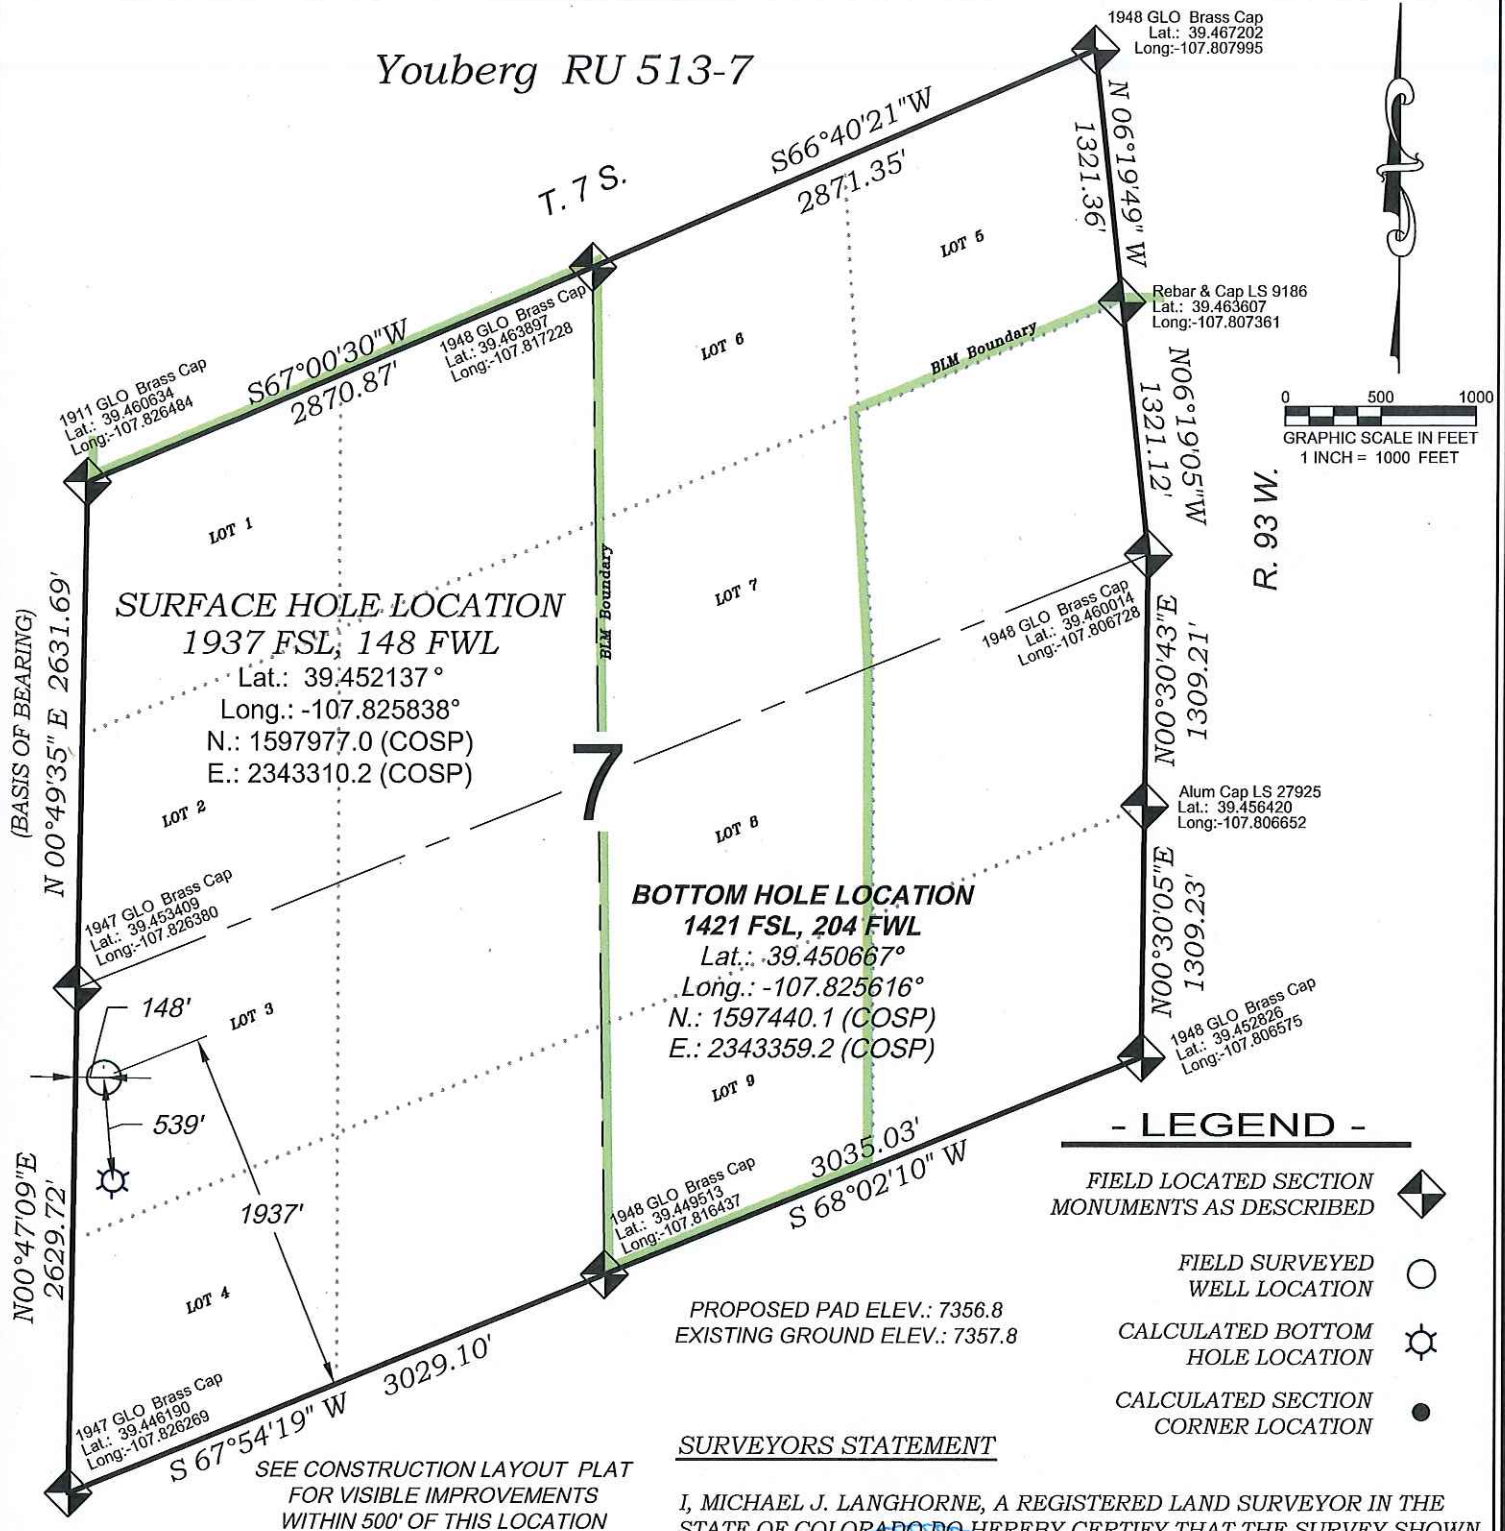 Youberg RU 513-7
1948 GLO Brass Cap
Lat.: 39.467202
Long:-107.807995
T. 7 S.
S66°40'21"W
2871.35'
N 06°19'49" W
1321.36'
LOT 5
Rebar & Cap LS 9186
Lat.: 39.463607
Long:-107.807361
1948 GLO Brass Cap
Lat.: 39.463897
Long:-107.817228
LOT 6
BLM Boundary
S67°00'30"W
2870.87'
1911 GLO Brass Cap
Lat.: 39.460634
Long:-107.826484
N06°19'05"W
1321.12'
0 500 1000
GRAPHIC SCALE IN FEET
1 INCH = 1000 FEET
R. 93 W.
LOT 1
SURFACE HOLE LOCATION
1937 FSL, 148 FWL
Lat.: 39.452137°
Long.: -107.825838°
N.: 1597977.0 (COSP)
E.: 2343310.2 (COSP)
BLM Boundary
LOT 7
1948 GLO Brass Cap
Lat.: 39.460014
Long:-107.806728
(BASIS OF BEARING)
N 00°49'35" E 2631.69'
N00°30'43"E
1309.21'
7
LOT 2
LOT 8
Alum Cap LS 27925
Lat.: 39.456420
Long:-107.806652
1947 GLO Brass Cap
Lat.: 39.453409
Long:-107.826380
BOTTOM HOLE LOCATION
1421 FSL, 204 FWL
Lat.: 39.450667°
Long.: -107.825616°
N.: 1597440.1 (COSP)
E.: 2343359.2 (COSP)
N00°30'05"E
1309.23'
148'
LOT 3
1948 GLO Brass Cap
Lat.: 39.452826
Long:-107.806575
LOT 9
539'
N00°47'09"E
2629.72'
1937'
3035.03'
S 68°02'10" W
1948 GLO Brass Cap
Lat.: 39.449513
Long:-107.816437
LOT 4
- LEGEND -
FIELD LOCATED SECTION
MONUMENTS AS DESCRIBED
FIELD SURVEYED
WELL LOCATION
CALCULATED BOTTOM
HOLE LOCATION
CALCULATED SECTION
CORNER LOCATION
PROPOSED PAD ELEV.: 7356.8
EXISTING GROUND ELEV.: 7357.8
3029.10'
S 67°54'19" W
1947 GLO Brass Cap
Lat.: 39.446190
Long:-107.826269
SEE CONSTRUCTION LAYOUT PLAT
FOR VISIBLE IMPROVEMENTS
WITHIN 500' OF THIS LOCATION
SURVEYORS STATEMENT
I, MICHAEL J. LANGHORNE, A REGISTERED LAND SURVEYOR IN THE
STATE OF COLORADO DO HEREBY CERTIFY THAT THE SURVEY SHOWN